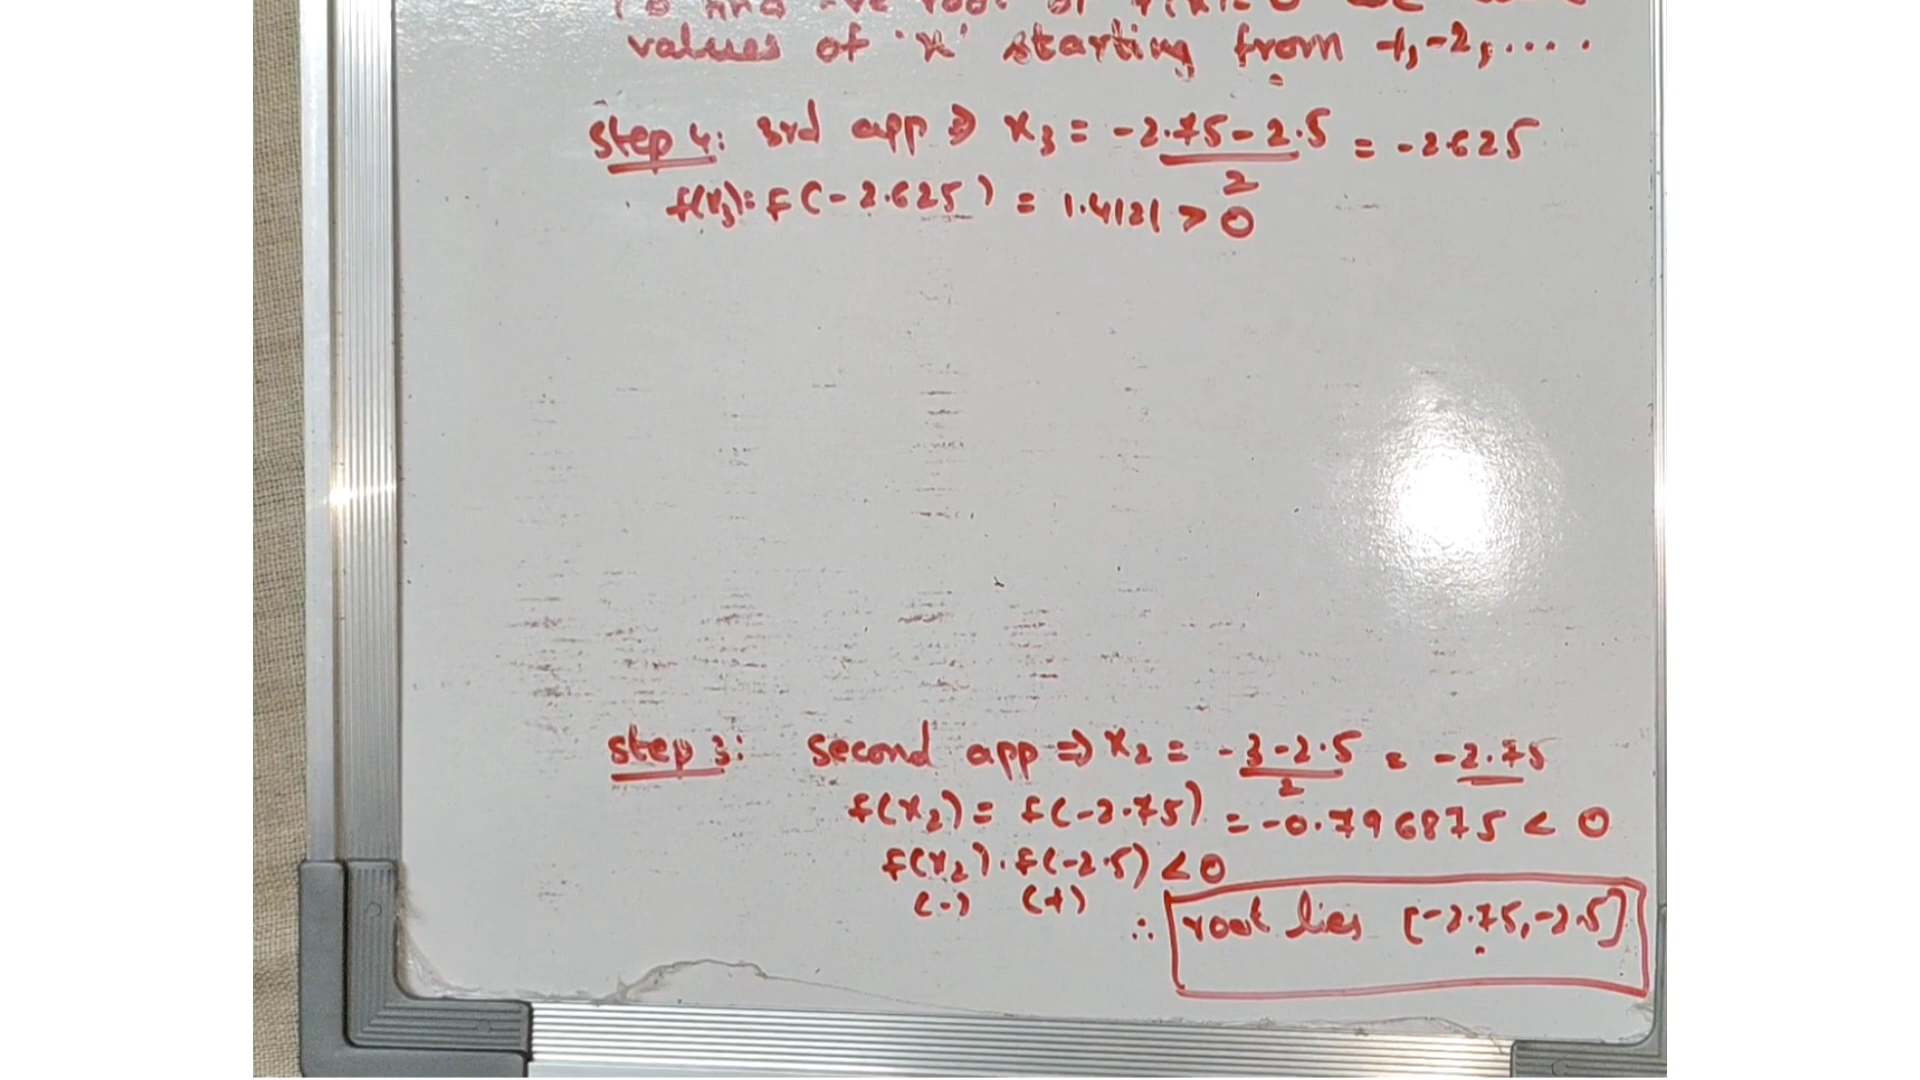 values of 'x' starting from -1, -2, ....
Step 4: 3rd app ⇒ x₃ = (-2.75-2.5)/2 = -2.625
f(x₃) = f(-2.625) = 1.4121 > 0
Step 3: Second app ⇒ x₂ = (-3-2.5)/2 = -2.75
f(x₂) = f(-2.75) = -0.796875 < 0
f(x₂).f(-2.5) < 0
(-) (+)
∴ root lies [-2.75, -2.5]